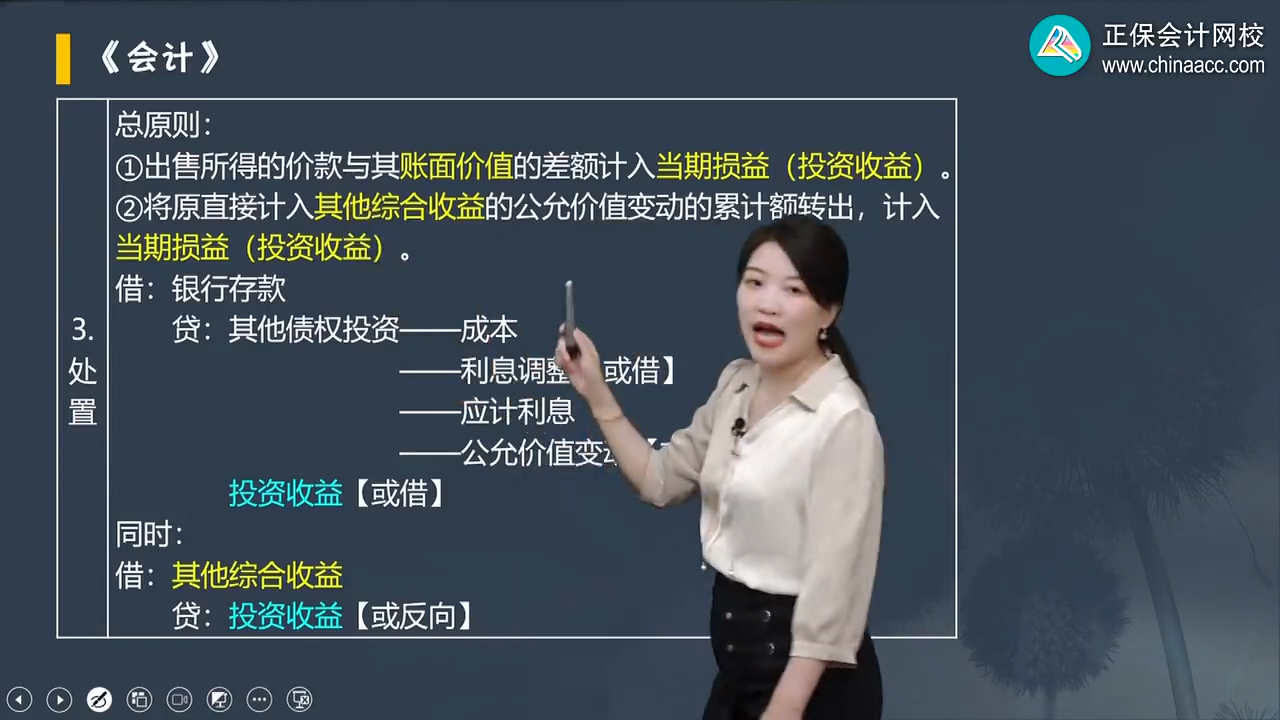 《会计》
正保会计网校
www.chinaacc.com
总原则：
①出售所得的价款与其账面价值的差额计入当期损益（投资收益）。
②将原直接计入其他综合收益的公允价值变动的累计额转出，计入
当期损益（投资收益）。
借：银行存款
贷：其他债权投资——成本
——利息调整 或借】
——应计利息
——公允价值变动【
投资收益【或借】
同时：
借：其他综合收益
贷：投资收益【或反向】
3.
处
置